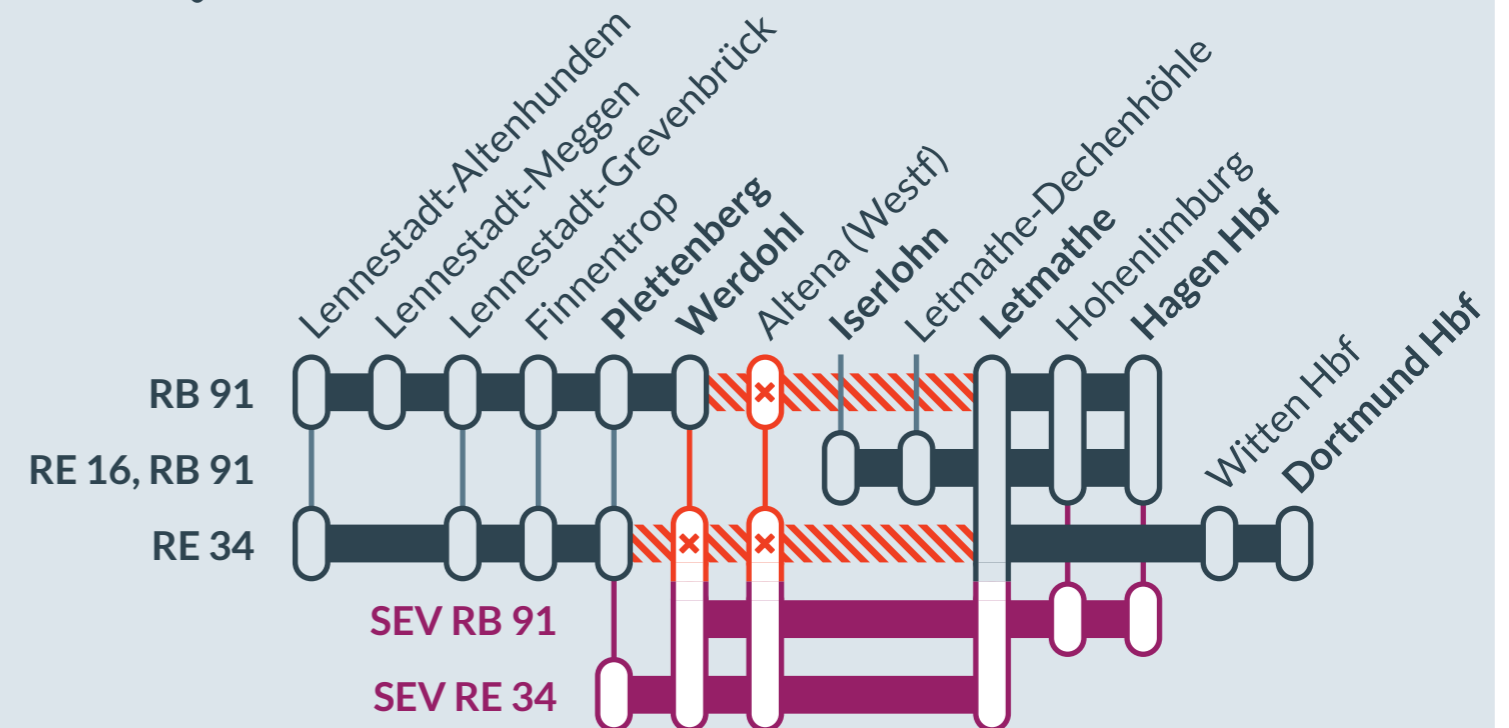 Lennestadt-Altenhundem
Lennestadt-Meggen
Lennestadt-Grevenbrück
Finnentrop
Plettenberg
Werdohl
Altena (Westf)
Iserlohn
Letmathe-Dechenhöhle
Letmathe
Hohenlimburg
Hagen Hbf
Witten Hbf
Dortmund Hbf
RB 91
RE 16, RB 91
RE 34
SEV RB 91
SEV RE 34